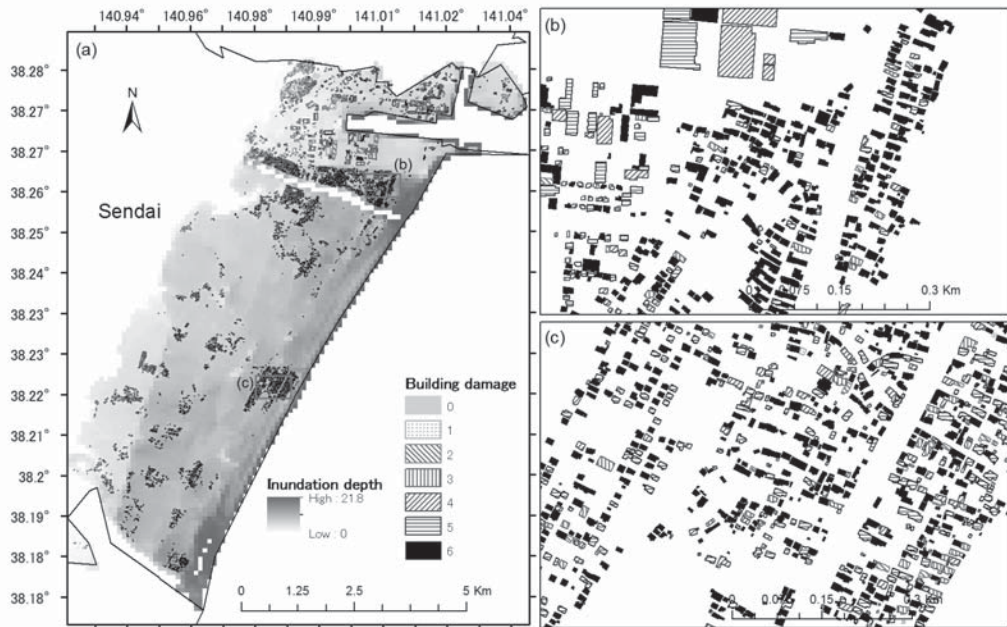 140.94 140.96 140.98 140.99 141.01 141.02 141.04
(a)
38.28
38.27
38.27
38.26
38.25
38.24
38.23
38.23
38.22
38.21
38.2
38.19
38.18
38.18
N
Sendai
(b)
(c)
Building damage
0
1
2
3
4
5
6
Inundation depth
High : 21.8
Low : 0
0 1.25 2.5 5 Km
(b)
0.075 0.15 0.3 Km
(c)
0 0.075 0.15 0.3 Km